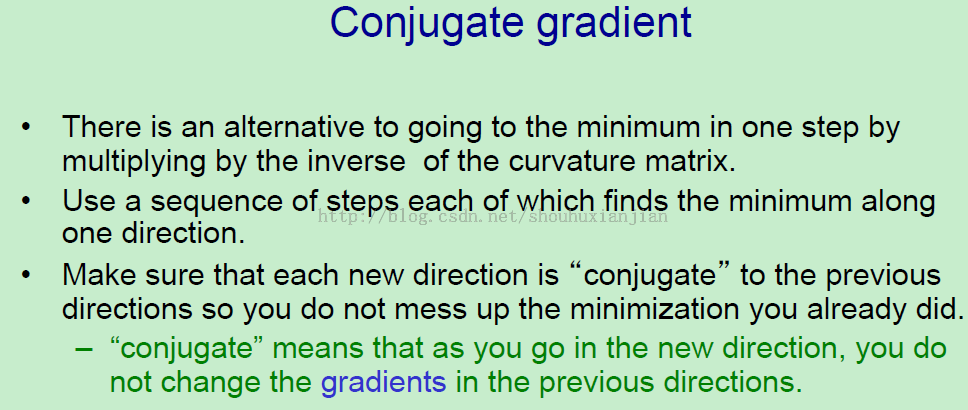 Conjugate gradient
• There is an alternative to going to the minimum in one step by
multiplying by the inverse of the curvature matrix.
• Use a sequence of steps each of which finds the minimum along
http://blog.csdn.net/shouhuxianjian
one direction.
• Make sure that each new direction is “conjugate” to the previous
directions so you do not mess up the minimization you already did.
– “conjugate” means that as you go in the new direction, you do
not change the gradients in the previous directions.